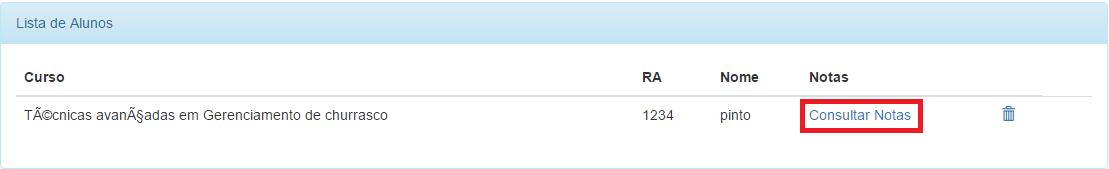 Lista de Alunos
Curso RA Nome Notas
TÃ©cnicas avanÃ§adas em Gerenciamento de churrasco 1234 pinto Consultar Notas